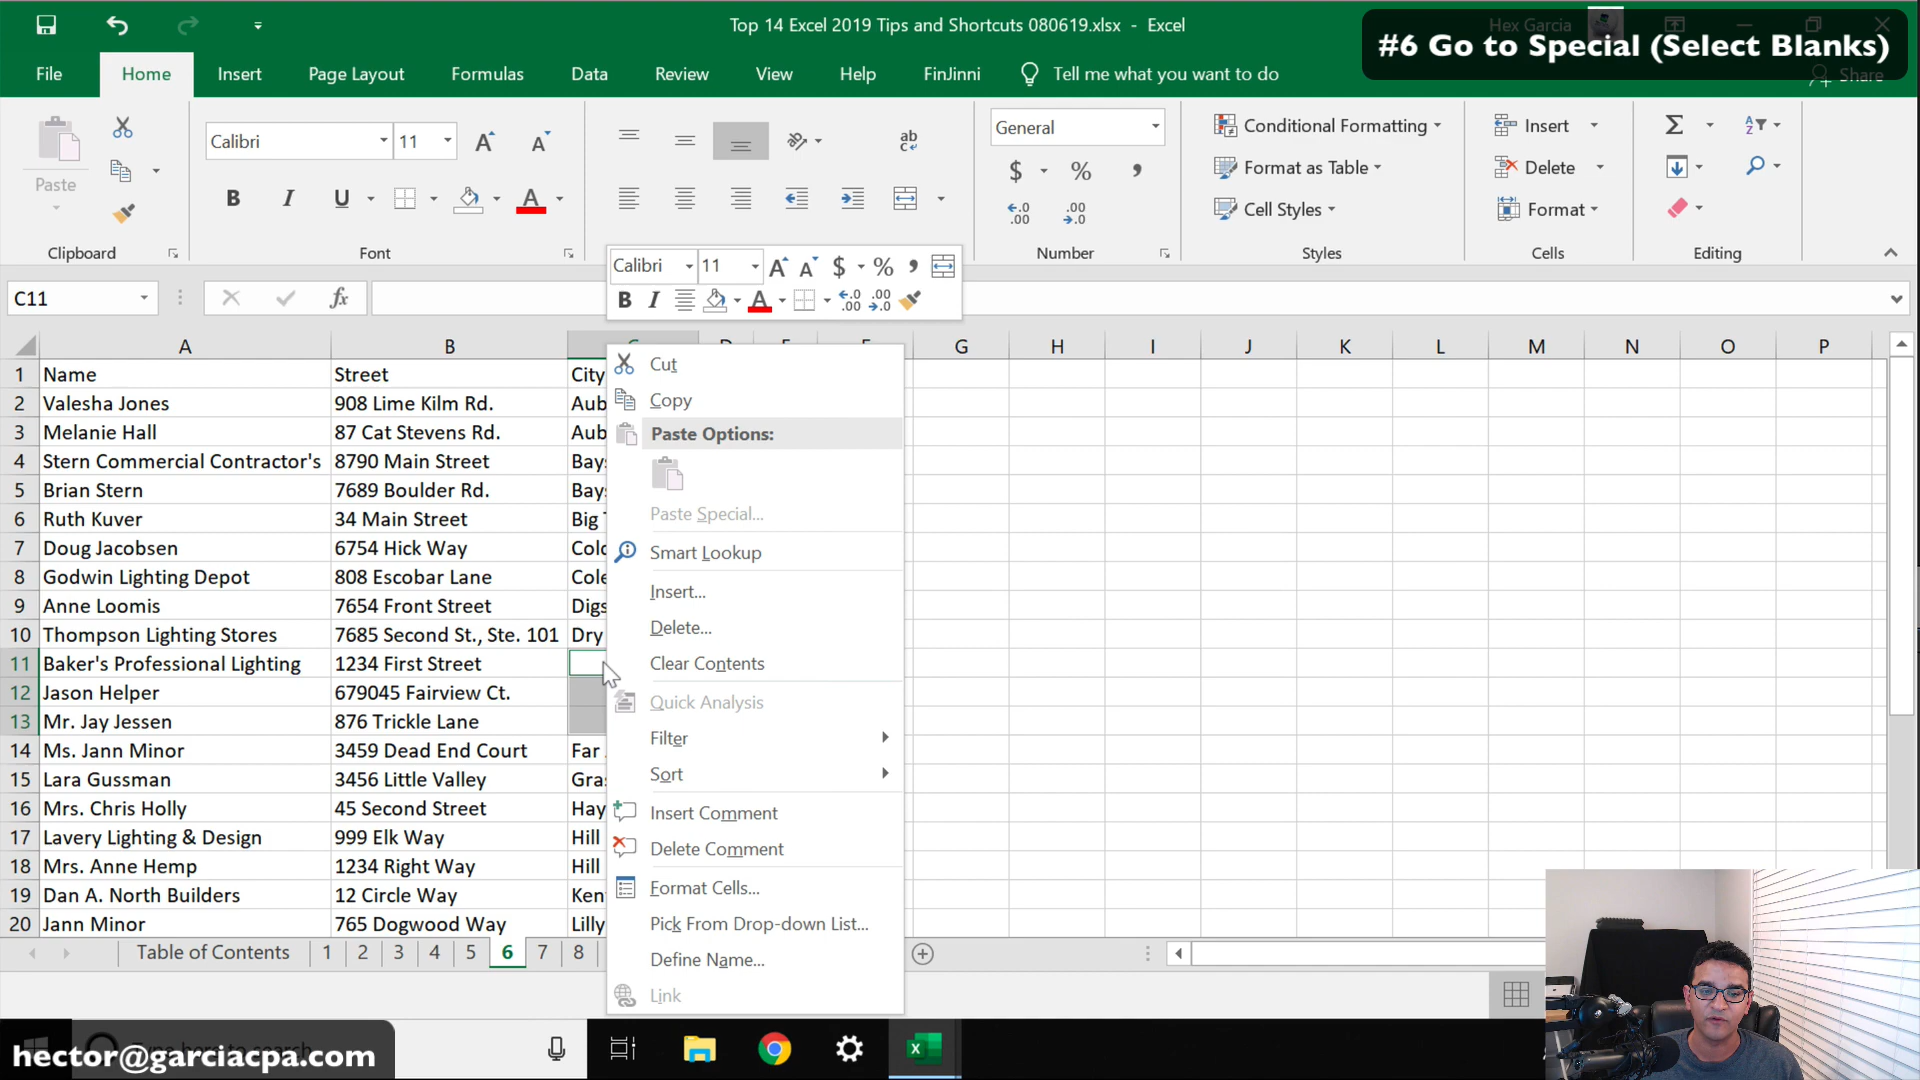 Top 14 Excel 2019 Tips and Shortcuts 080619.xlsx - Excel
Hex Garcia
#6 Go to Special (Select Blanks)
File Home Insert Page Layout Formulas Data Review View Help FinJinni Tell me what you want to do Share
Paste
Calibri 11
General
Conditional Formatting
Format as Table
Cell Styles
Insert
Delete
Format
Clipboard Font Number Styles Cells Editing
Calibri 11
C11
A B G H I J K L M N O P
1 Name Street City
2 Valesha Jones 908 Lime Kilm Rd. Aub
3 Melanie Hall 87 Cat Stevens Rd. Aub
4 Stern Commercial Contractor's 8790 Main Street Bays
5 Brian Stern 7689 Boulder Rd. Bays
6 Ruth Kuver 34 Main Street Big
7 Doug Jacobsen 6754 Hick Way Cold
8 Godwin Lighting Depot 808 Escobar Lane Cole
9 Anne Loomis 7654 Front Street Digs
10 Thompson Lighting Stores 7685 Second St., Ste. 101 Dry
11 Baker's Professional Lighting 1234 First Street
12 Jason Helper 679045 Fairview Ct.
13 Mr. Jay Jessen 876 Trickle Lane
14 Ms. Jann Minor 3459 Dead End Court Far
15 Lara Gussman 3456 Little Valley Gras
16 Mrs. Chris Holly 45 Second Street Hay
17 Lavery Lighting & Design 999 Elk Way Hill
18 Mrs. Anne Hemp 1234 Right Way Hill
19 Dan A. North Builders 12 Circle Way Ken
20 Jann Minor 765 Dogwood Way Lilly
Cut
Copy
Paste Options:
Paste Special...
Smart Lookup
Insert...
Delete...
Clear Contents
Quick Analysis
Filter
Sort
Insert Comment
Delete Comment
Format Cells...
Pick From Drop-down List...
Define Name...
Link
Table of Contents 1 2 3 4 5 6 7 8
hector@garciacpa.com